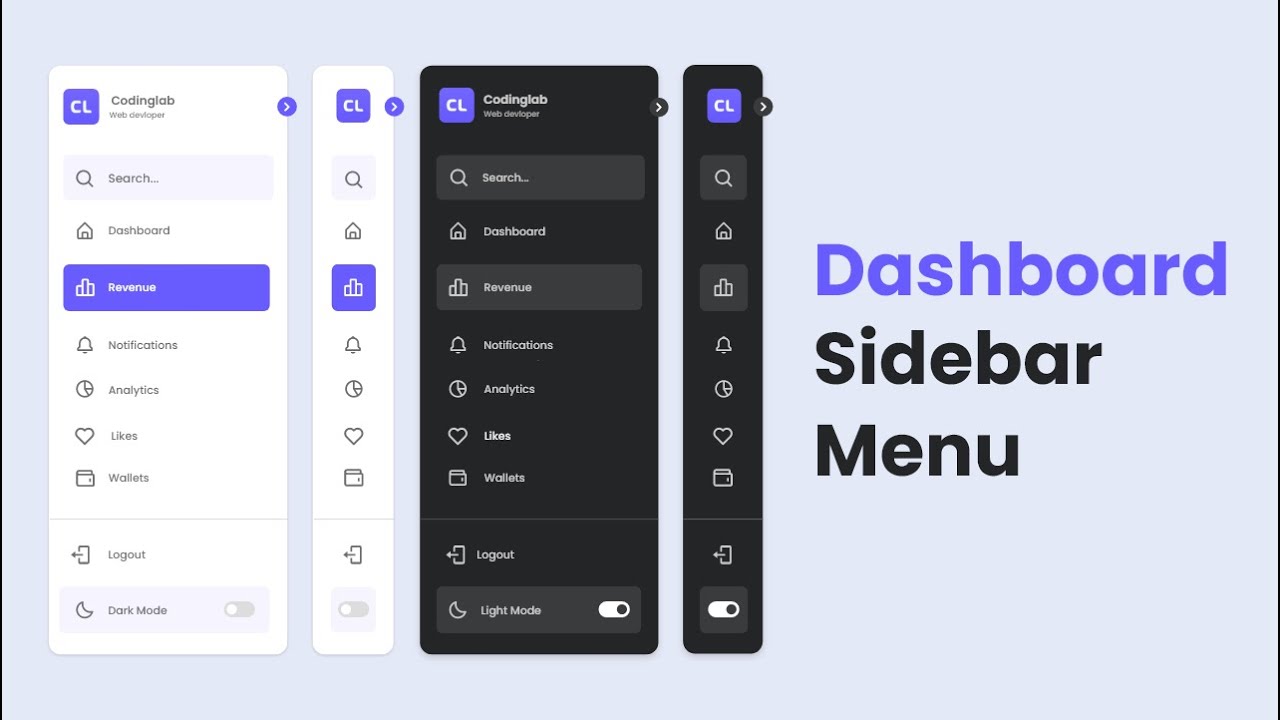 CL
Codinglab
Web devloper
Search...
Dashboard
Revenue
Notifications
Analytics
Likes
Wallets
Logout
Dark Mode
CL
CL
Codinglab
Web devloper
Search...
Dashboard
Revenue
Notifications
Analytics
Likes
Wallets
Logout
Light Mode
CL
Dashboard
Sidebar
Menu